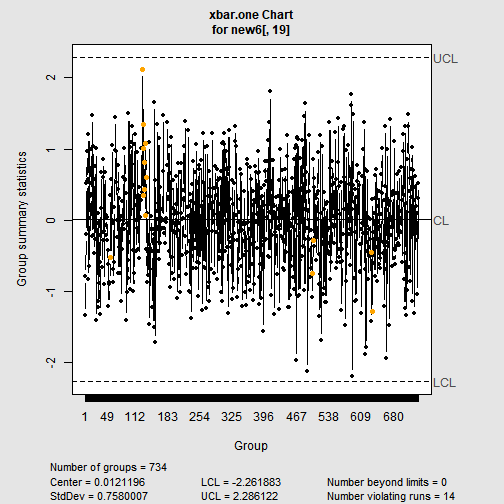 xbar.one Chart
for new6[, 19]
UCL
CL
LCL
Group summary statistics
2
1
0
-1
-2
1 49 112 183 254 325 396 467 538 609 680
Group
Number of groups = 734
Center = 0.0121196 LCL = -2.261883 Number beyond limits = 0
StdDev = 0.7580007 UCL = 2.286122 Number violating runs = 14